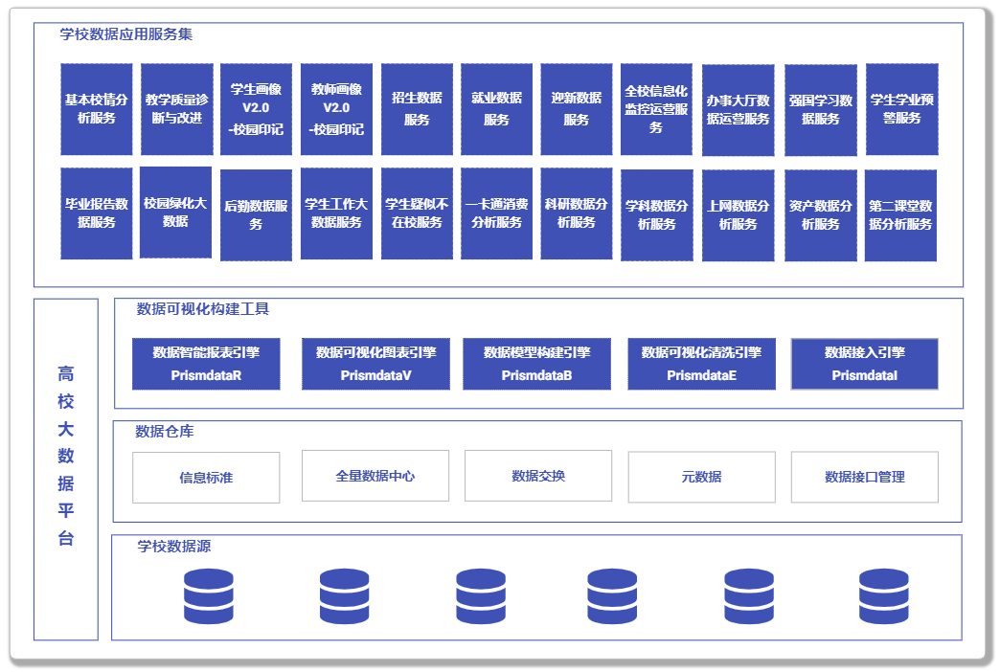 学校数据应用服务集
基本校情分
析服务
教学质量诊
断与改进
学生画像
V2.0
-校园印记
教师画像
V2.0
-校园印记
招生数据
服务
就业数据
服务
迎新数据
服务
全校信息化
监控运营服
务
办事大厅数
据运营服务
强国学习数
据服务
学生学业预
警服务
毕业报告数
据服务
校园绿化大
数据
后勤数据服
务
学生工作大
数据服务
学生疑似不
在校服务
一卡通消费
分析服务
科研数据分
析服务
学科数据分
析服务
上网数据分
析服务
资产数据分
析服务
第二课堂数
据分析服务
高
校
大
数
据
平
台
数据可视化构建工具
数据智能报表引擎
PrismdataR
数据可视化图表引擎
PrismdataV
数据模型构建引擎
PrismdataB
数据可视化清洗引擎
PrismdataE
数据接入引擎
PrismdataI
数据仓库
信息标准
全量数据中心
数据交换
元数据
数据接口管理
学校数据源